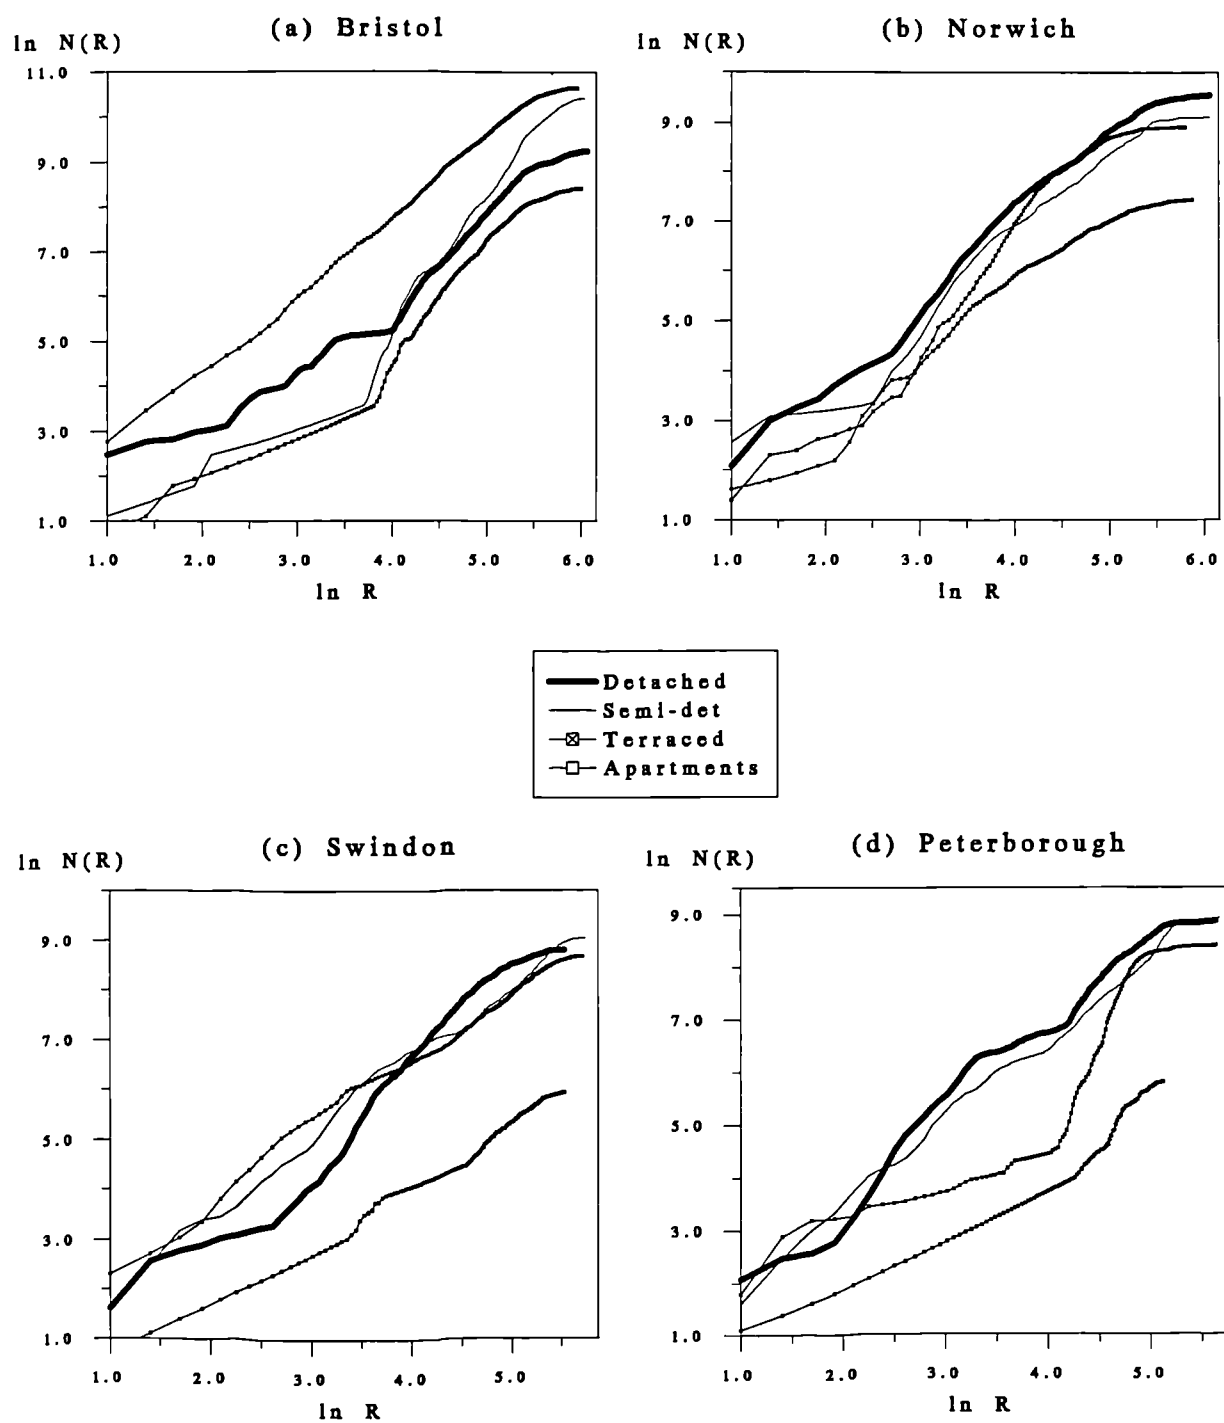 (a) Bristol
ln N(R)
11.0
9.0
7.0
5.0
3.0
1.0
1.0 2.0 3.0 4.0 5.0 6.0
ln R
(b) Norwich
ln N(R)
9.0
7.0
5.0
3.0
1.0
1.0 2.0 3.0 4.0 5.0 6.0
ln R
Detached
Semi-det
Terraced
Apartments
(c) Swindon
ln N(R)
9.0
7.0
5.0
3.0
1.0
1.0 2.0 3.0 4.0 5.0
ln R
(d) Peterborough
ln N(R)
9.0
7.0
5.0
3.0
1.0
1.0 2.0 3.0 4.0 5.0
ln R